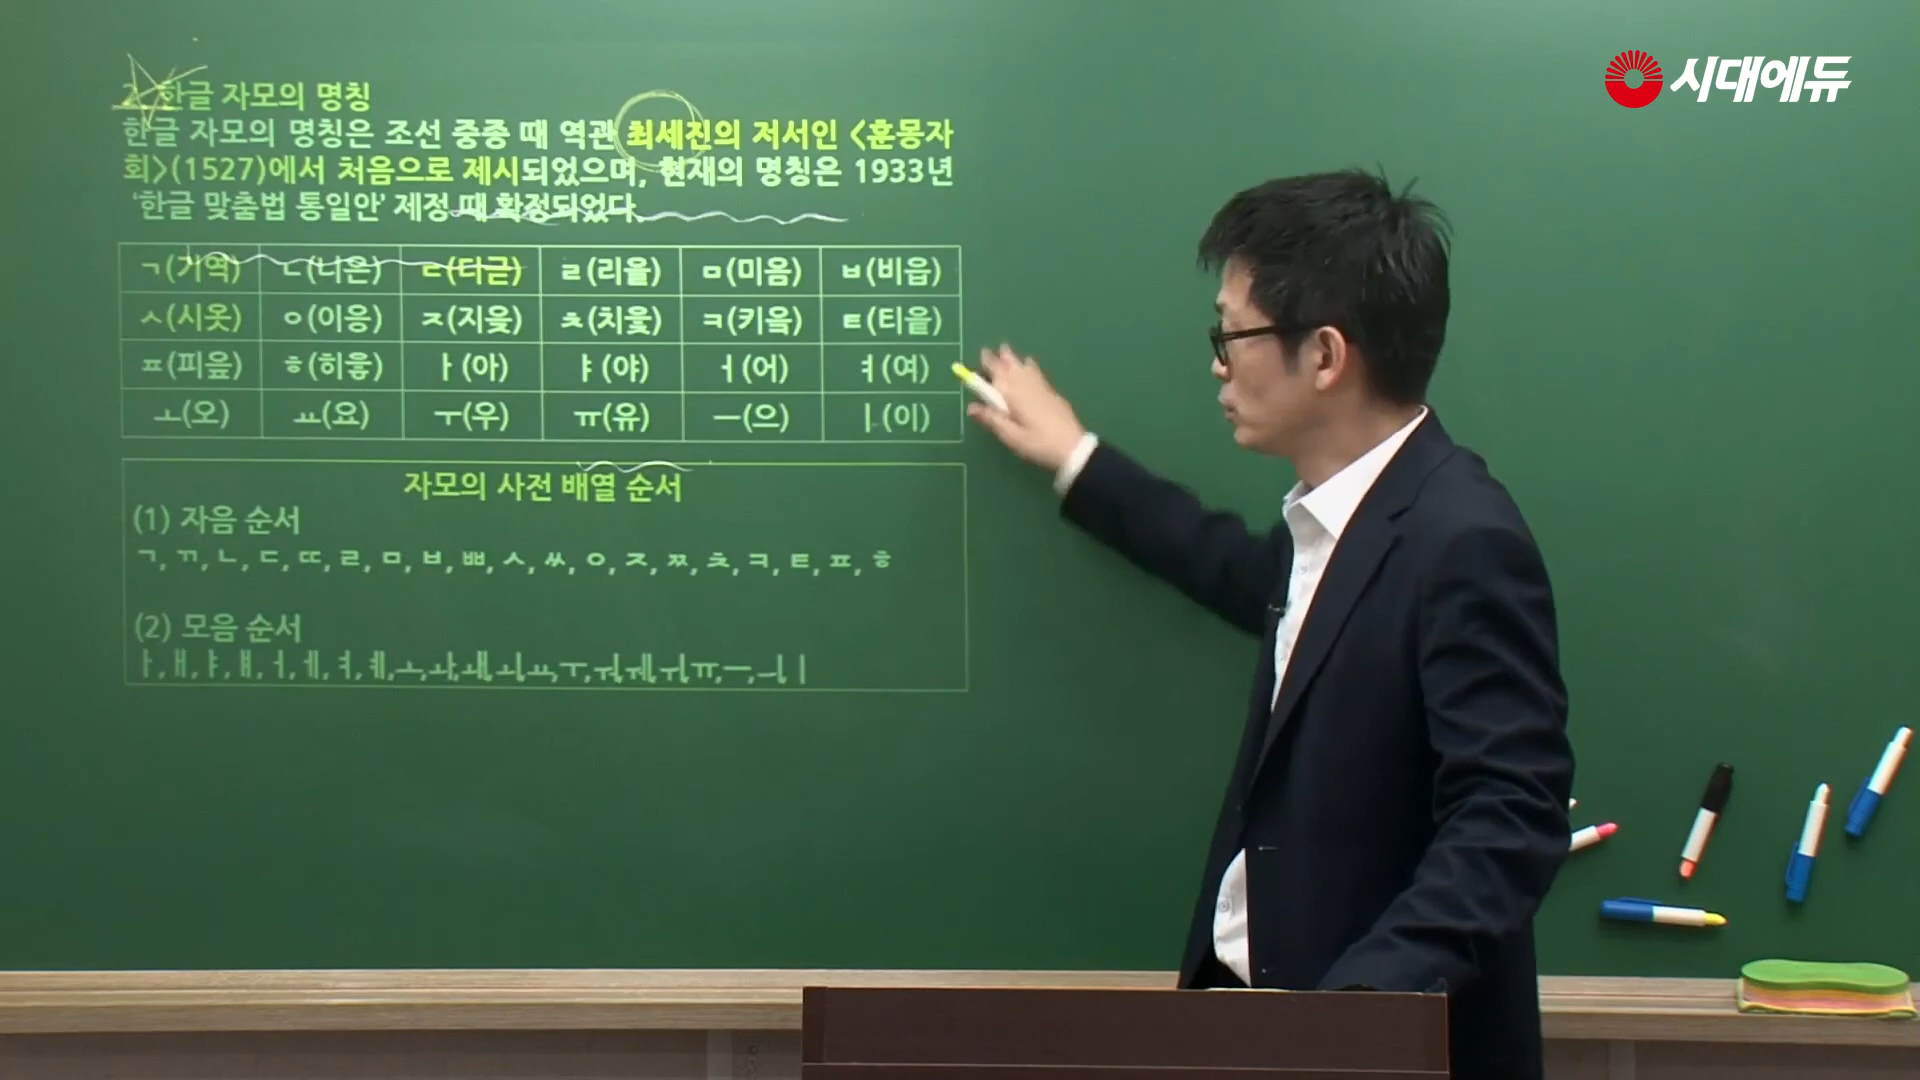 시대에듀
2. 한글 자모의 명칭
한글 자모의 명칭은 조선 중종 때 역관 최세진의 저서인 <훈몽자
회>(1527)에서 처음으로 제시되었으며, 현재의 명칭은 1933년
'한글 맞춤법 통일안' 제정 때 확정되었다.
ㄱ(기역) ㄴ(니은) ㄷ(디귿) ㄹ(리을) ㅁ(미음) ㅂ(비읍)
ㅅ(시옷) ㅇ(이응) ㅈ(지읒) ㅊ(치읓) ㅋ(키읔) ㅌ(티읕)
ㅍ(피읖) ㅎ(히읗) ㅏ(아) ㅑ(야) ㅓ(어) ㅕ(여)
ㅗ(오) ㅛ(요) ㅜ(우) ㅠ(유) ㅡ(으) ㅣ(이)
자모의 사전 배열 순서
(1) 자음 순서
ㄱ, ㄲ, ㄴ, ㄷ, ㄸ, ㄹ, ㅁ, ㅂ, ㅃ, ㅅ, ㅆ, ㅇ, ㅈ, ㅉ, ㅊ, ㅋ, ㅌ, ㅍ, ㅎ
(2) 모음 순서
ㅏ,ㅐ,ㅑ,ㅒ,ㅓ,ㅔ,ㅕ,ㅖ,ㅗ,ㅘ,ㅙ,ㅚ,ㅛ,ㅜ,ㅝ,ㅞ,ㅟ,ㅠ,ㅡ,ㅢ,ㅣ